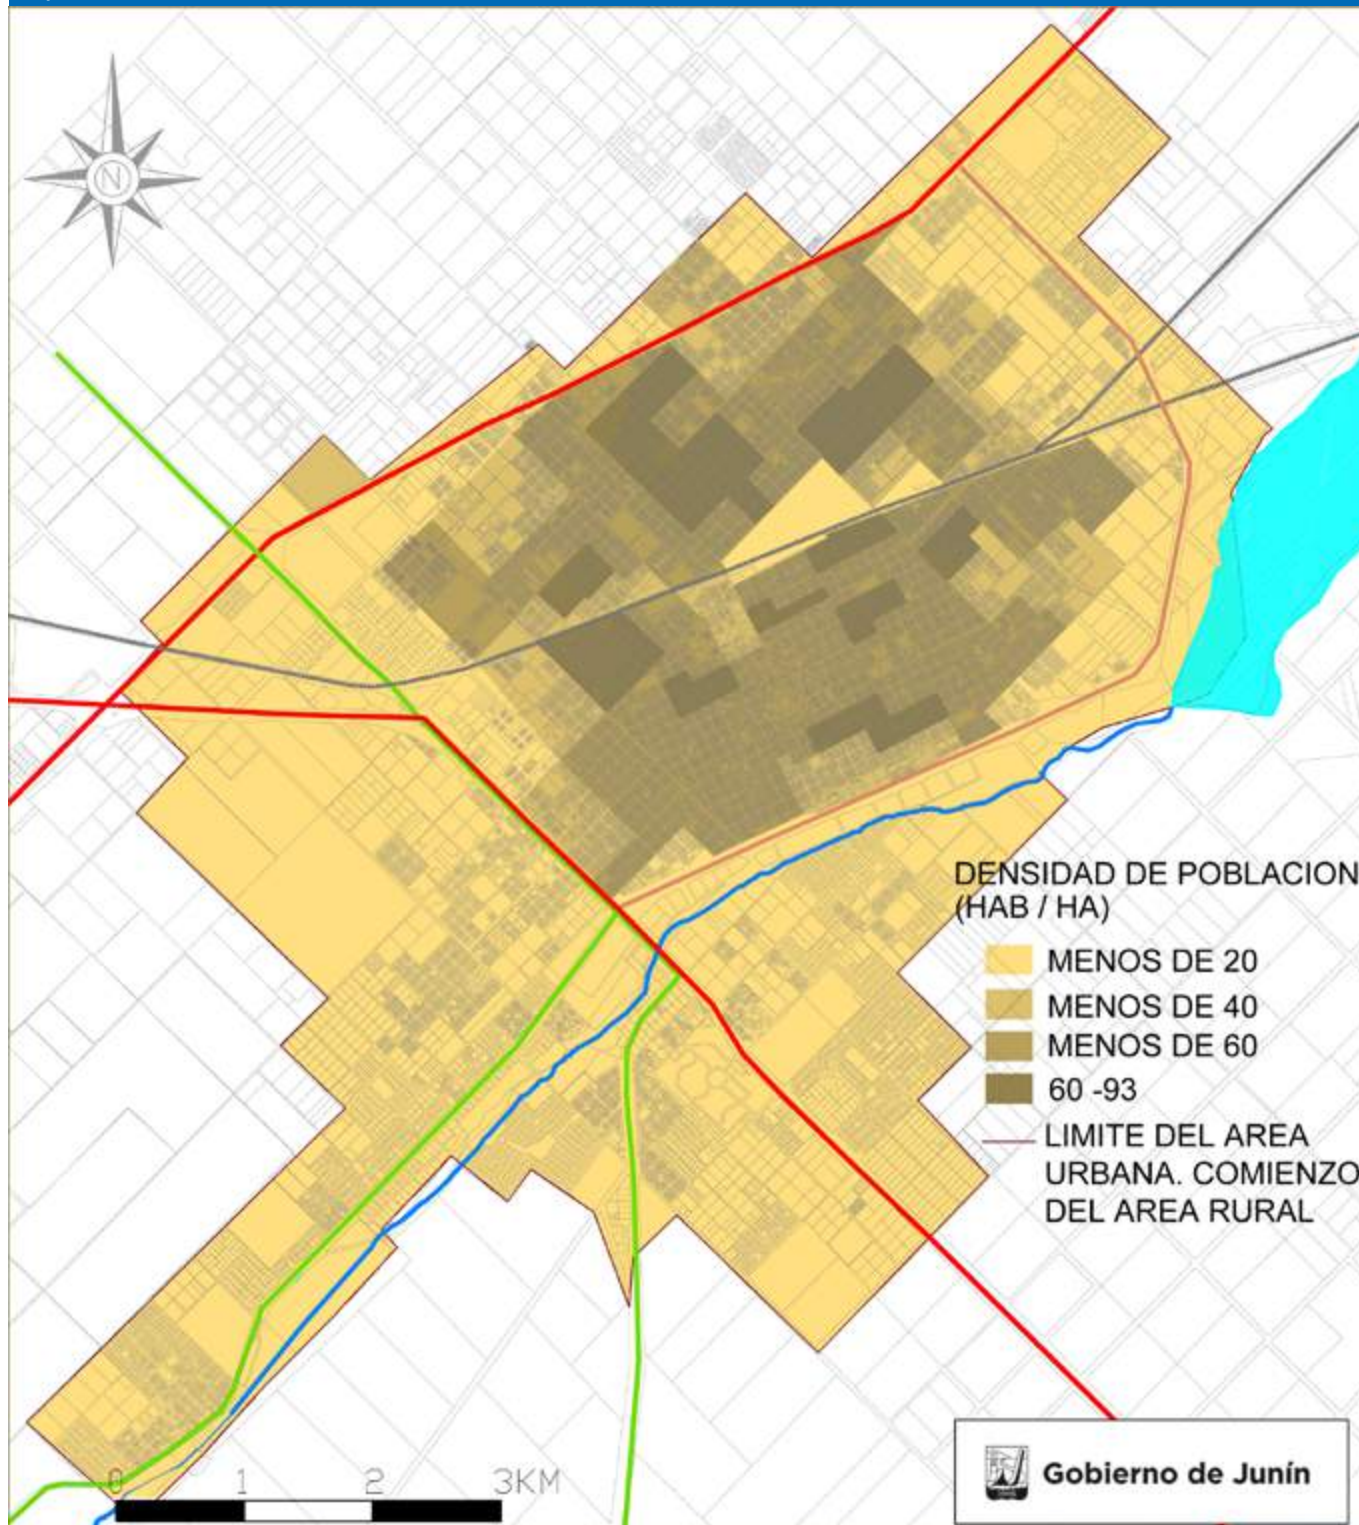 N
DENSIDAD DE POBLACION
(HAB / HA)
MENOS DE 20
MENOS DE 40
MENOS DE 60
60 -93
LIMITE DEL AREA
URBANA. COMIENZO
DEL AREA RURAL
Gobierno de Junín
0 1 2 3KM